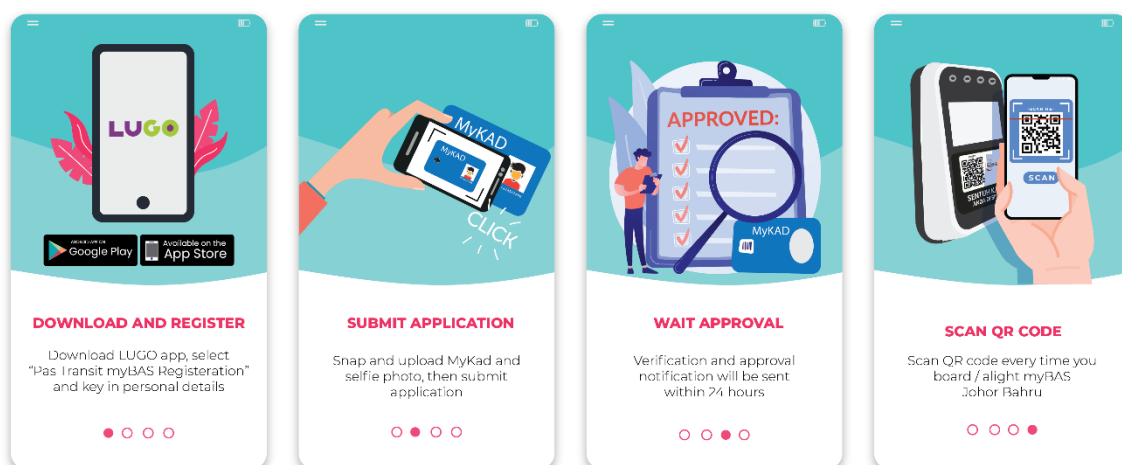 LUGO
ANDROID APP ON
Google Play
Available on the
App Store
DOWNLOAD AND REGISTER
Download LUGO app, select
"Pas Transit myBAS Registeration"
and key in personal details
MyKAD
MyKAD
CLICK
SUBMIT APPLICATION
Snap and upload MyKad and
selfie photo, then submit
application
APPROVED:
MyKAD
WAIT APPROVAL
Verification and approval
notification will be sent
within 24 hours
SCAN
SENTUH
SCAN QR CODE
Scan QR code every time you
board / alight myBAS
Johor Bahru